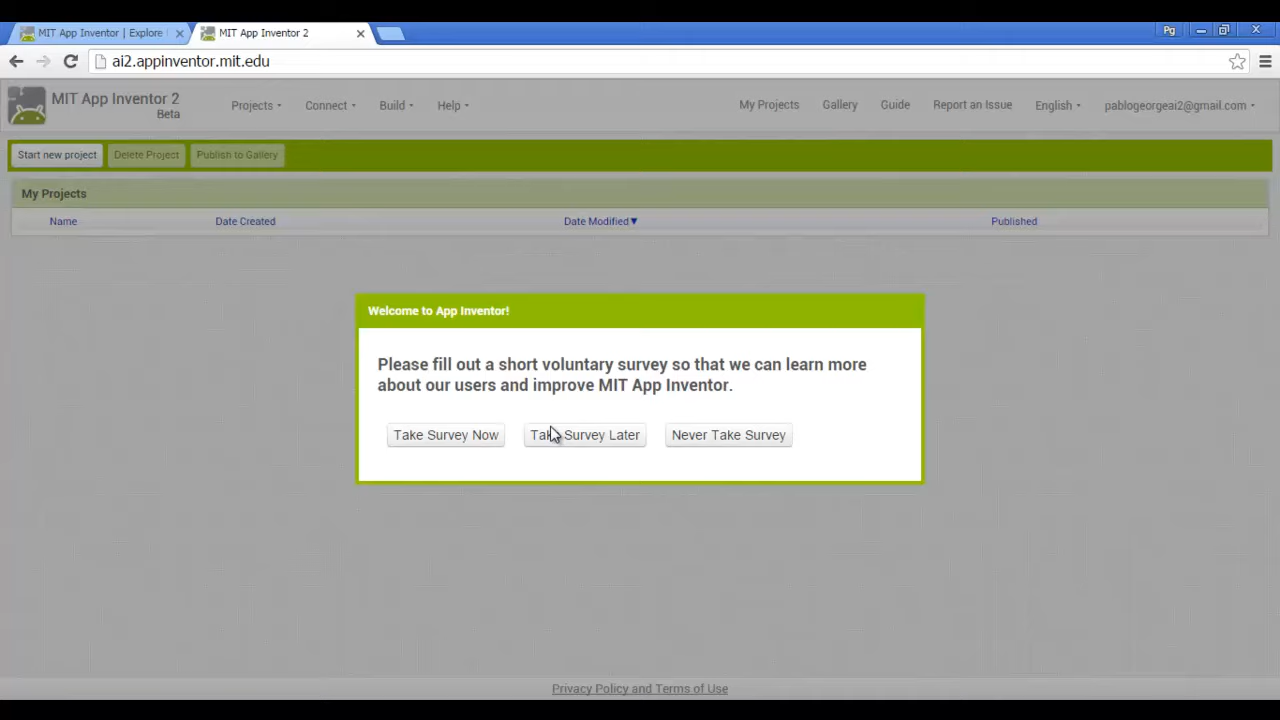 MIT App Inventor | Explore
MIT App Inventor 2
Pg
ai2.appinventor.mit.edu
MIT App Inventor 2
Beta
Projects
Connect
Build
Help
My Projects
Gallery
Guide
Report an Issue
English
pablogeorgeai2@gmail.com
Start new project
Delete Project
Publish to Gallery
My Projects
Name
Date Created
Date Modified▼
Published
Welcome to App Inventor!
Please fill out a short voluntary survey so that we can learn more
about our users and improve MIT App Inventor.
Take Survey Now
Take Survey Later
Never Take Survey
Privacy Policy and Terms of Use